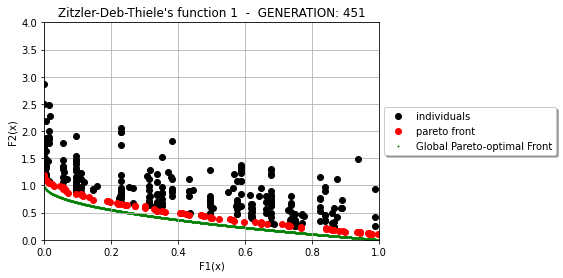 Zitzler-Deb-Thiele's function 1 - GENERATION: 451
4.0
3.5
3.0
2.5
2.0
1.5
1.0
0.5
0.0
F2(x)
0.0 0.2 0.4 0.6 0.8 1.0
F1(x)
individuals
pareto front
Global Pareto-optimal Front